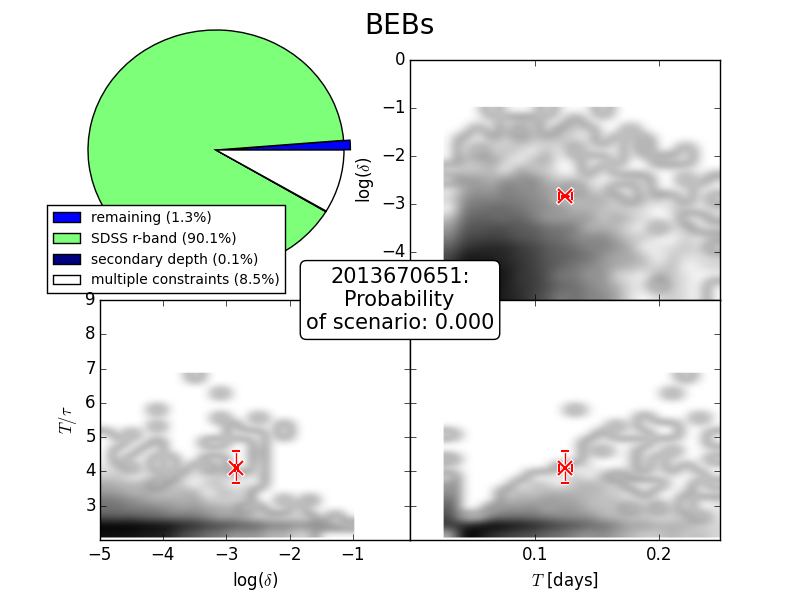 BEBs
remaining (1.3%)
SDSS r-band (90.1%)
secondary depth (0.1%)
multiple constraints (8.5%)
0
−1
−2
−3
−4
log(δ)
2013670651:
Probability
of scenario: 0.000
9
8
7
6
5
4
3
T/τ
−5 −4 −3 −2 −1
log(δ)
0.1 0.2
T [days]